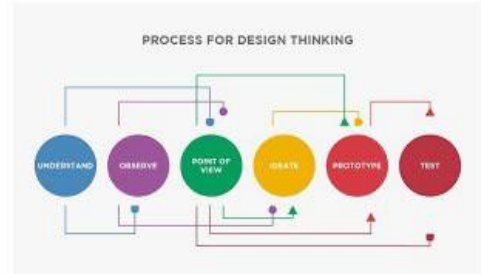 PROCESS FOR DESIGN THINKING
UNDERSTAND
OBSERVE
POINT OF
VIEW
IDEATE
PROTOTYPE
TEST